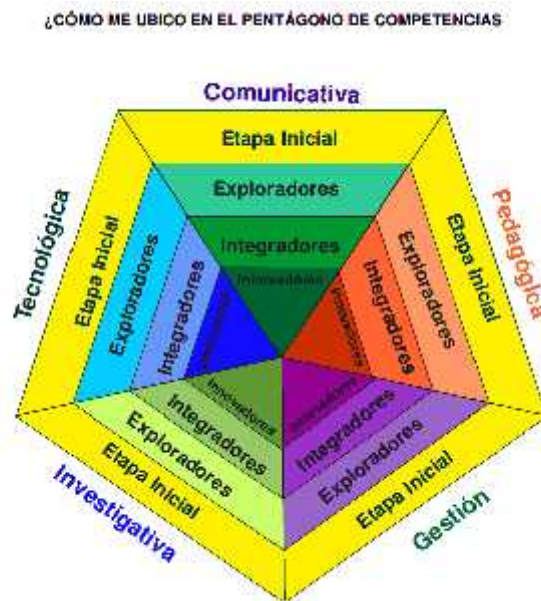 ¿CÓMO ME UBICO EN EL PENTÁGONO DE COMPETENCIAS
Comunicativa
Etapa Inicial
Exploradores
Integradores
Innovadores
Pedagógica
Etapa Inicial
Exploradores
Integradores
Innovadores
Gestión
Etapa Inicial
Exploradores
Integradores
Innovadores
Investigativa
Etapa Inicial
Exploradores
Integradores
Innovadores
Tecnológica
Etapa Inicial
Exploradores
Integradores